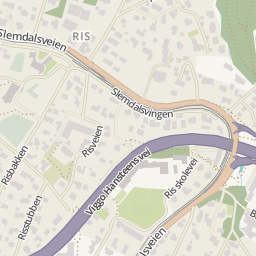 Slemdalsveien
RIS
Slemdalsvingen
Risveien
Risbakken
Viggo Hansteens vei
Ris skolevei
Risstubben